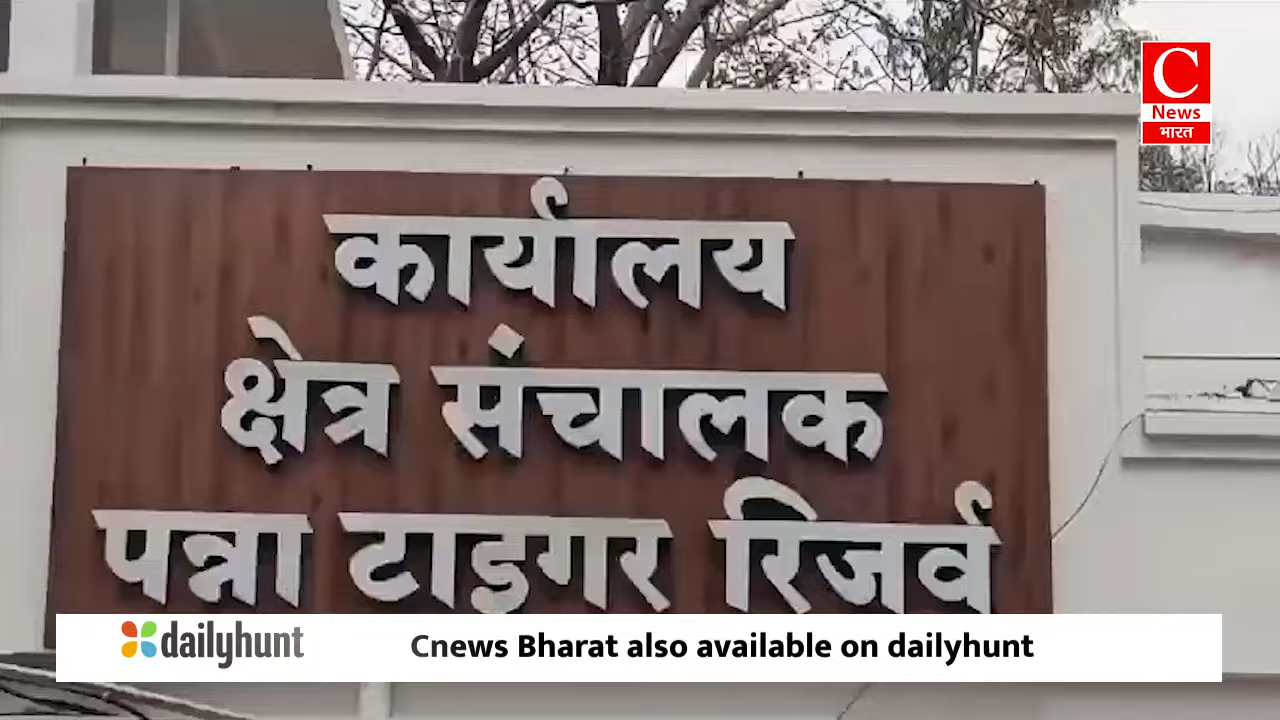 C
News
भारत
कार्यालय
क्षेत्र संचालक
पन्ना टाइगर रिजर्व
dailyhunt Cnews Bharat also available on dailyhunt